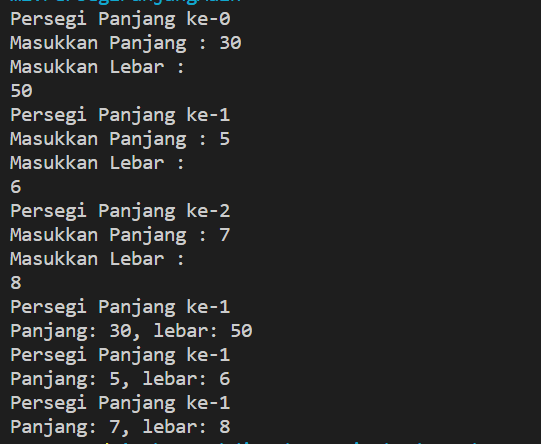 Persegi Panjang ke-0
Masukkan Panjang : 30
Masukkan Lebar :
50
Persegi Panjang ke-1
Masukkan Panjang : 5
Masukkan Lebar :
6
Persegi Panjang ke-2
Masukkan Panjang : 7
Masukkan Lebar :
8
Persegi Panjang ke-1
Panjang: 30, lebar: 50
Persegi Panjang ke-1
Panjang: 5, lebar: 6
Persegi Panjang ke-1
Panjang: 7, lebar: 8